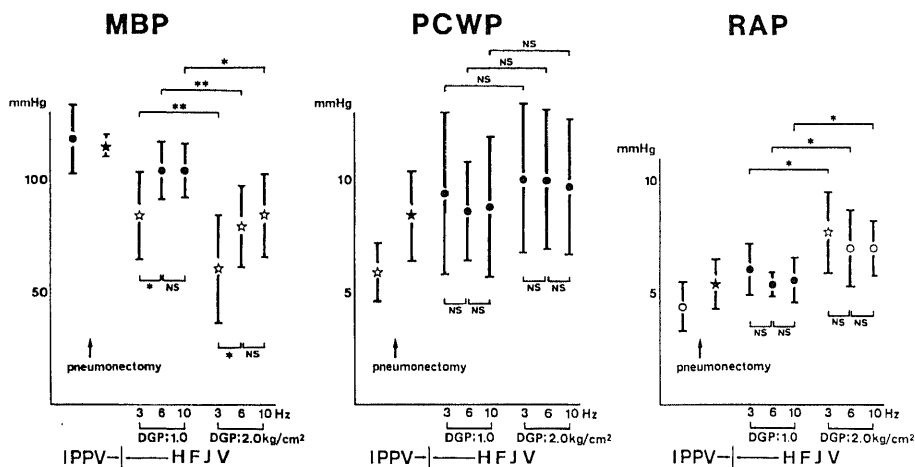 MBP
PCWP
RAP
mmHg
100
50
**
**
*
*
NS
*
NS
pneumonectomy
3 6 10 Hz
DGP;1.0 DGP;2.0kg/cm²
IPPV HFJV
mmHg
10
5
NS
NS
NS
NS NS
NS NS
pneumonectomy
3 6 10 3 6 10 Hz
DGP;1.0 DGP;2.0kg/cm²
IPPV HFJV
mmHg
10
5
*
*
*
NS NS
NS NS
pneumonectomy
3 6 10 3 6 10 Hz
DGP;1.0 DGP;2.0kg/cm²
IPPV HFJV